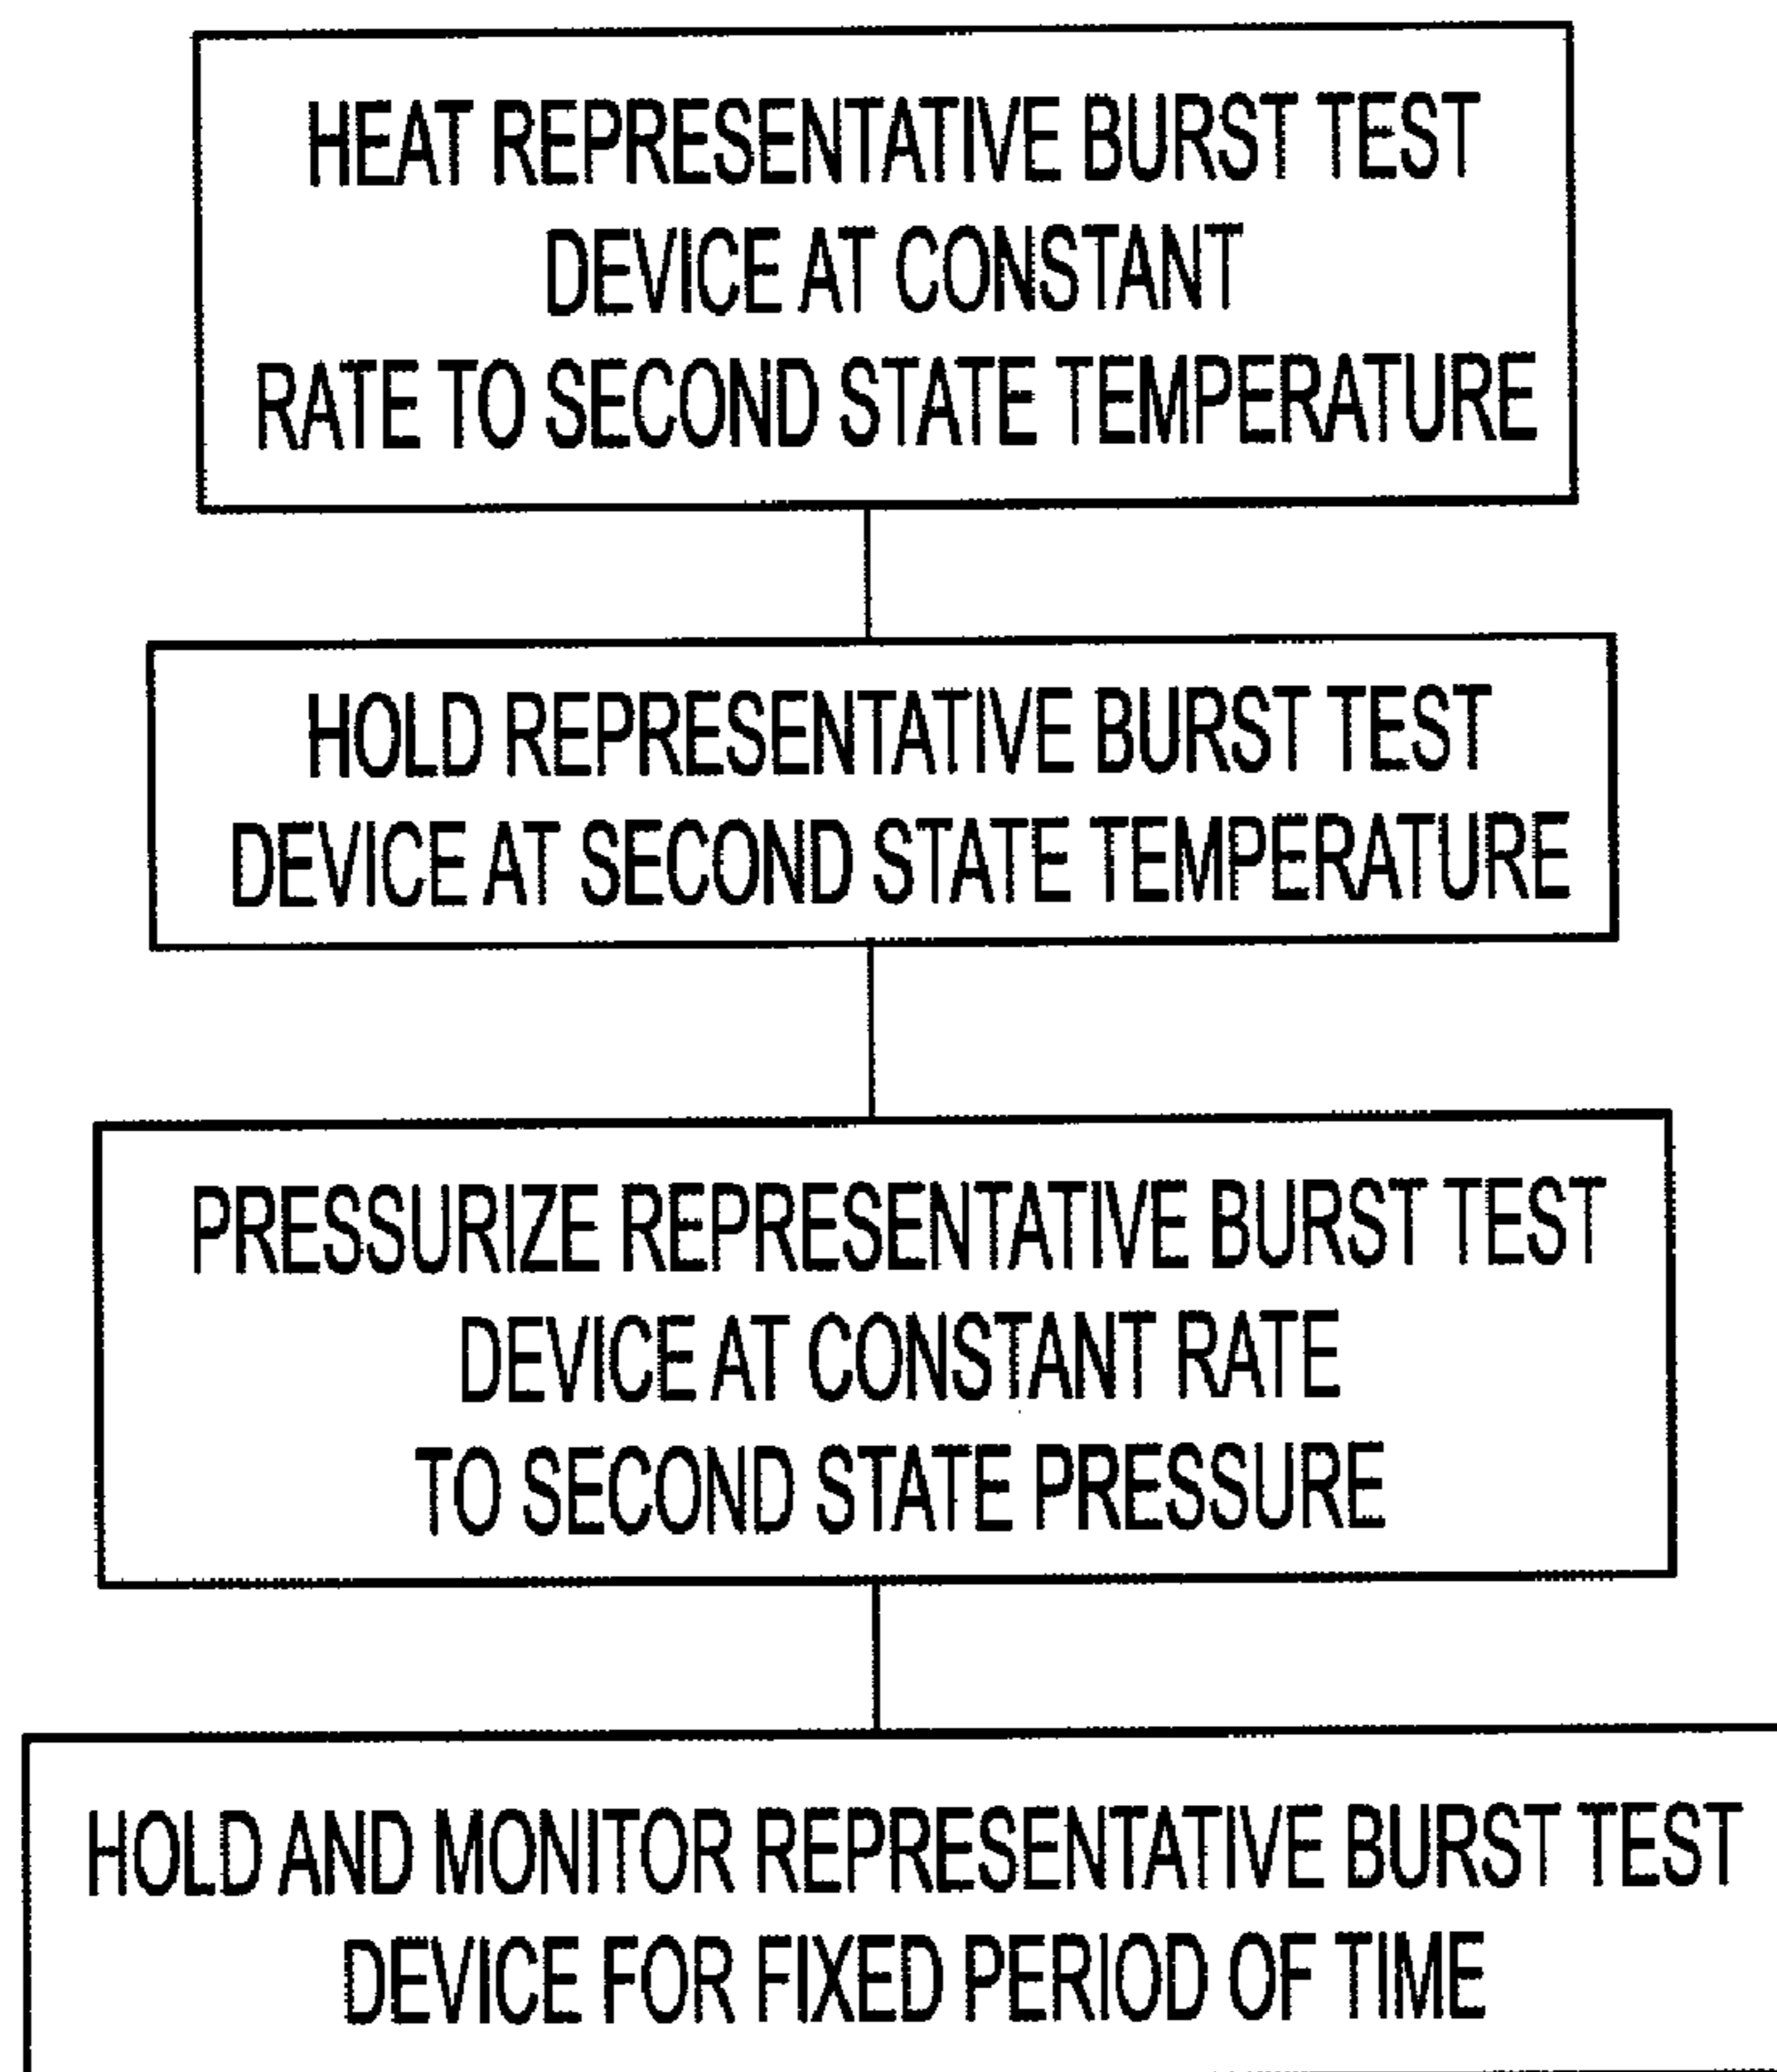 HEAT REPRESENTATIVE BURST TEST
DEVICE AT CONSTANT
RATE TO SECOND STATE TEMPERATURE
HOLD REPRESENTATIVE BURST TEST
DEVICE AT SECOND STATE TEMPERATURE
PRESSURIZE REPRESENTATIVE BURST TEST
DEVICE AT CONSTANT RATE
TO SECOND STATE PRESSURE
HOLD AND MONITOR REPRESENTATIVE BURST TEST
DEVICE FOR FIXED PERIOD OF TIME